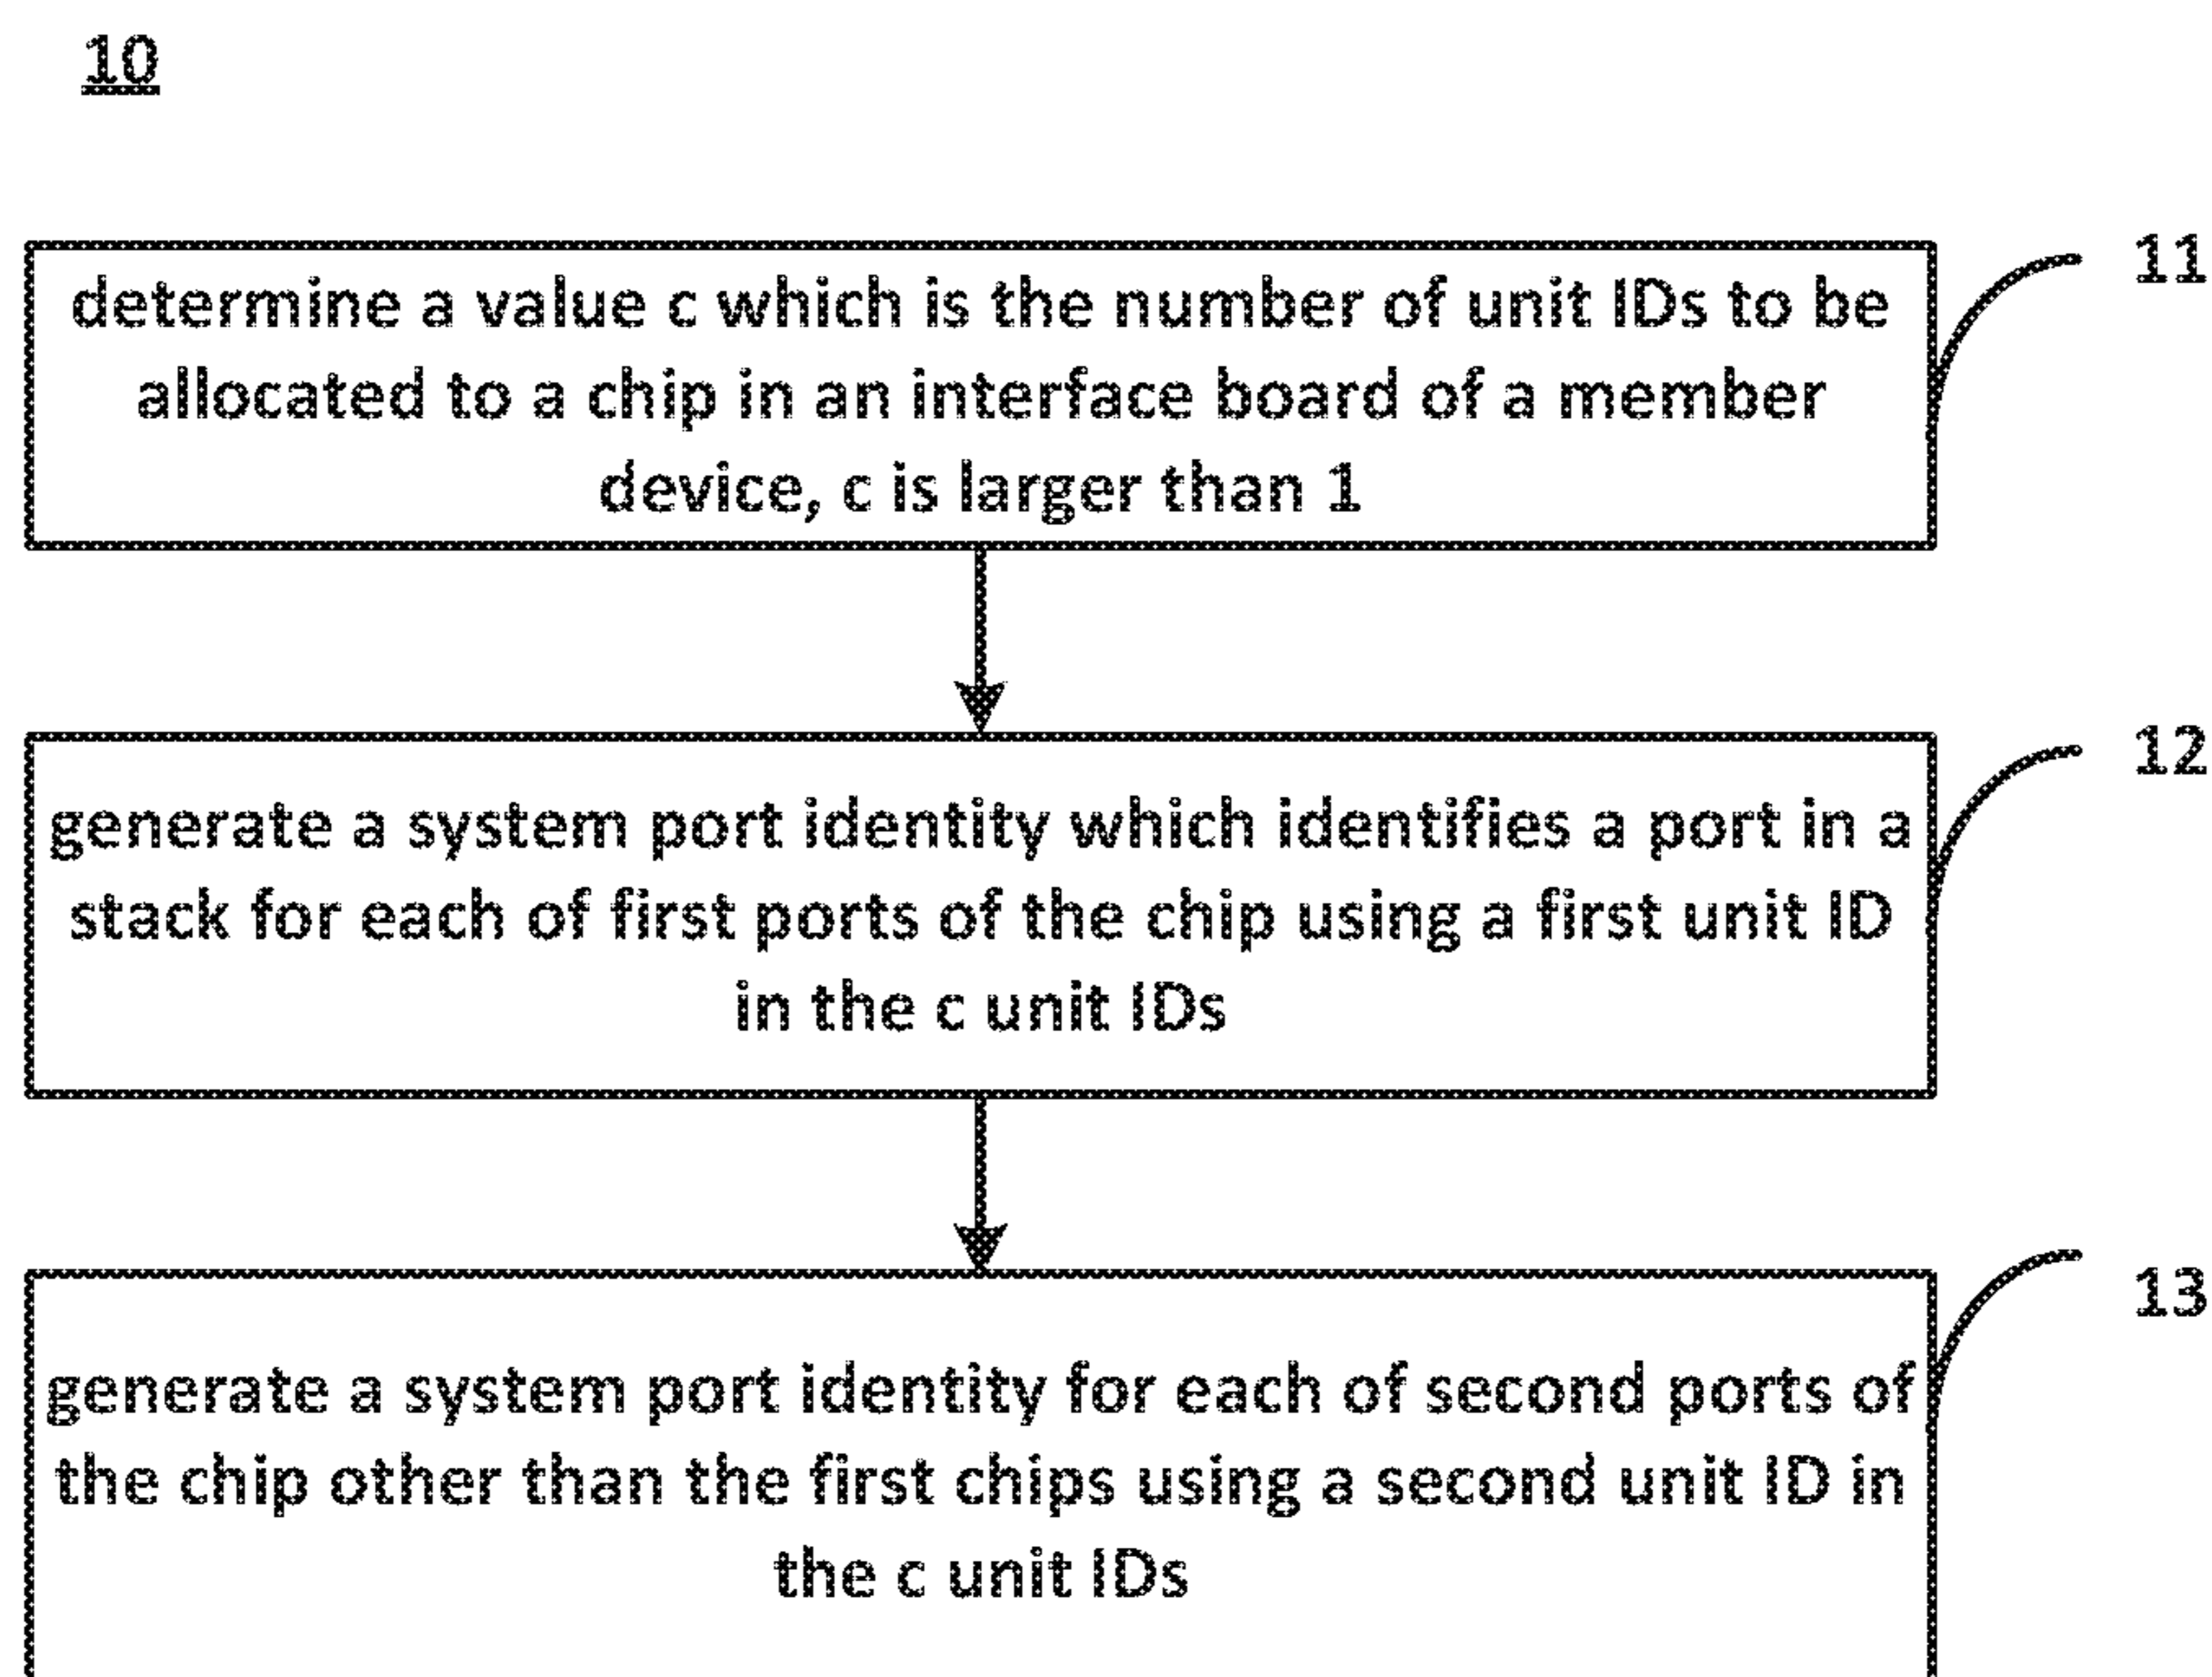 10
11
determine a value c which is the number of unit IDs to be
allocated to a chip in an interface board of a member
device, c is larger than 1
12
generate a system port identity which identifies a port in a
stack for each of first ports of the chip using a first unit ID
in the c unit IDs
13
generate a system port identity for each of second ports of
the chip other than the first chips using a second unit ID in
the c unit IDs